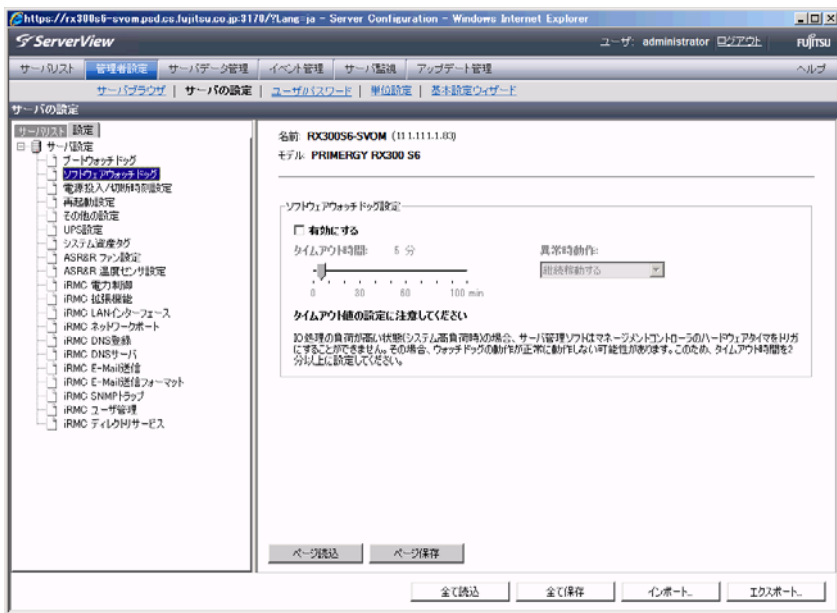 https://rx300s6-svom.psd.cs.fujitsu.co.jp:3170/?Lang=ja - Server Configuration - Windows Internet Explorer
ServerView
ユーザ: administrator ログアウト FUJITSU
サーバリスト 管理者設定 サーバデータ管理 イベント管理 サーバ監視 アップデート管理 ヘルプ
サーバブラウザ | サーバの設定 | ユーザパスワード | 単位設定 | 基本設定ウィザード
サーバの設定
サーバリスト 設定
サーバ設定
ブートウォッチドッグ
ソフトウェアウォッチドッグ
電源投入/切断時刻設定
再起動設定
その他の設定
UPS設定
システム資産タグ
ASR&R ファン設定
ASR&R 温度センサ設定
iRMC 電力制御
iRMC 拡張機能
iRMC LANインターフェース
iRMC ネットワークポート
iRMC DNS登録
iRMC DNSサーバ
iRMC E-Mail送信
iRMC E-Mail送信フォーマット
iRMC SNMPトラップ
iRMC ユーザ管理
iRMC ディレクトリサービス
名前: RX300S6-SVOM (111.111.1.83)
モデル: PRIMERGY RX300 S6
ソフトウェアウォッチドッグ設定
有効にする
タイムアウト時間: 5 分 異常時動作:
継続稼動する
0 30 60 100 min
タイムアウト値の設定に注意してください
IO処理の負荷が高い状態(システム高負荷時)の場合、サーバ管理ソフトはマネージメントコントローラのハードウェアタイマをトリガ
にすることができません。その場合、ウォッチドッグの動作が正常に動作しない可能性があります。このため、タイムアウト時間を2
分以上に設定してください。
ページ読込 ページ保存
全て読込 全て保存 インポート... エクスポート...